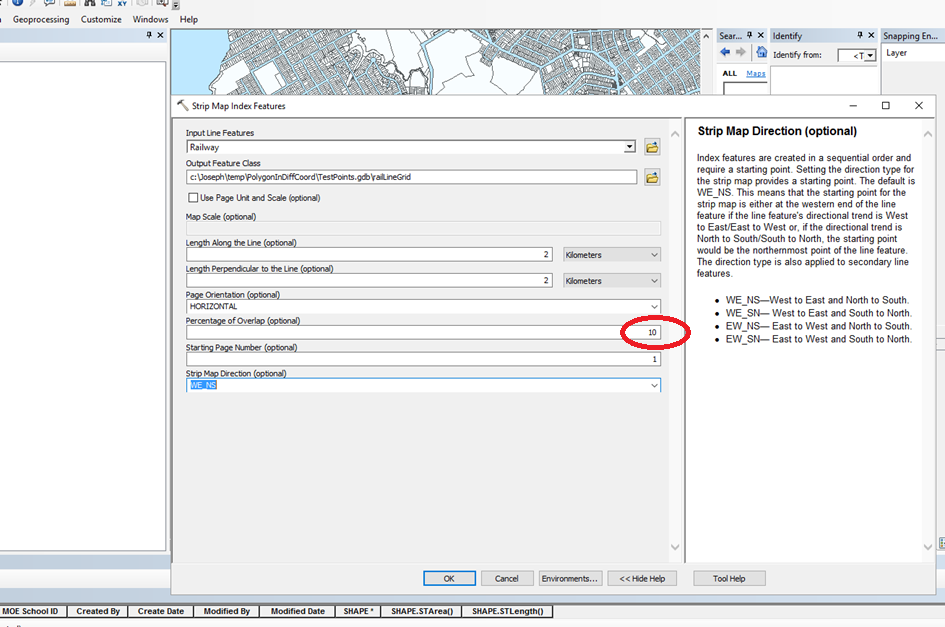 XY
Geoprocessing Customize Windows Help
Sear...
Identify
Snapping En...
Identify from:
<T
Layer
ALL Maps
Strip Map Index Features
Input Line Features
Railway
Output Feature Class
c:\Joseph\temp\PolygonInDiffCoord\TestPoints.gdb\railLineGrid
Use Page Unit and Scale (optional)
Map Scale (optional)
Length Along the Line (optional)
2 Kilometers
Length Perpendicular to the Line (optional)
2 Kilometers
Page Orientation (optional)
HORIZONTAL
Percentage of Overlap (optional)
10
Starting Page Number (optional)
1
Strip Map Direction (optional)
WE_NS
Strip Map Direction (optional)
Index features are created in a sequential order and
require a starting point. Setting the direction type for
the strip map provides a starting point. The default is
WE_NS. This means that the starting point for the
strip map is either at the western end of the line
feature if the line feature's directional trend is West
to East/East to West or, if the directional trend is
North to South/South to North, the starting point
would be the northernmost point of the line feature.
The direction type is also applied to secondary line
features.
• WE_NS—West to East and North to South.
• WE_SN— West to East and South to North.
• EW_NS— East to West and North to South.
• EW_SN— East to West and South to North.
OK Cancel Environments... << Hide Help Tool Help
MOE School ID Created By Create Date Modified By Modified Date SHAPE * SHAPE.STArea() SHAPE.STLength()